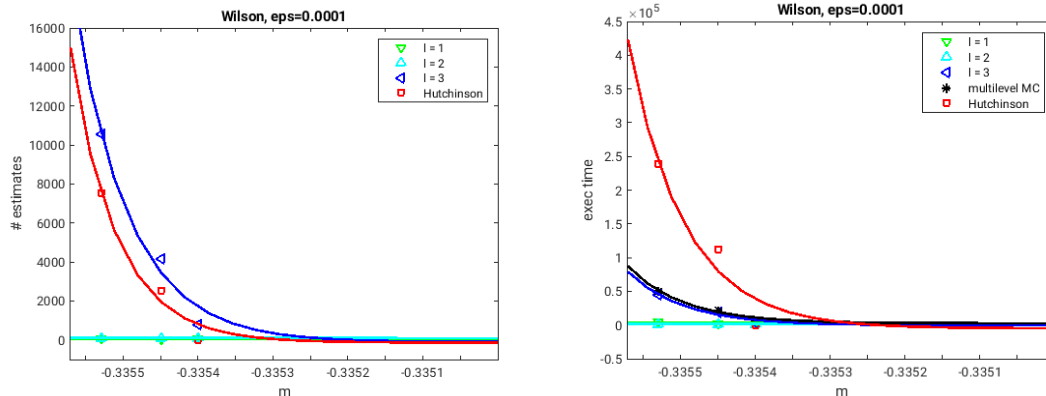 Wilson, eps=0.0001
16000
14000
12000
10000
8000
6000
4000
2000
0
# estimates
-0.3355
-0.3354
-0.3353
-0.3352
-0.3351
m
l = 1
l = 2
l = 3
Hutchinson
Wilson, eps=0.0001
× 10^5
4.5
4
3.5
3
2.5
2
1.5
1
0.5
0
-0.5
exec time
-0.3355
-0.3354
-0.3353
-0.3352
-0.3351
m
l = 1
l = 2
l = 3
multilevel MC
Hutchinson